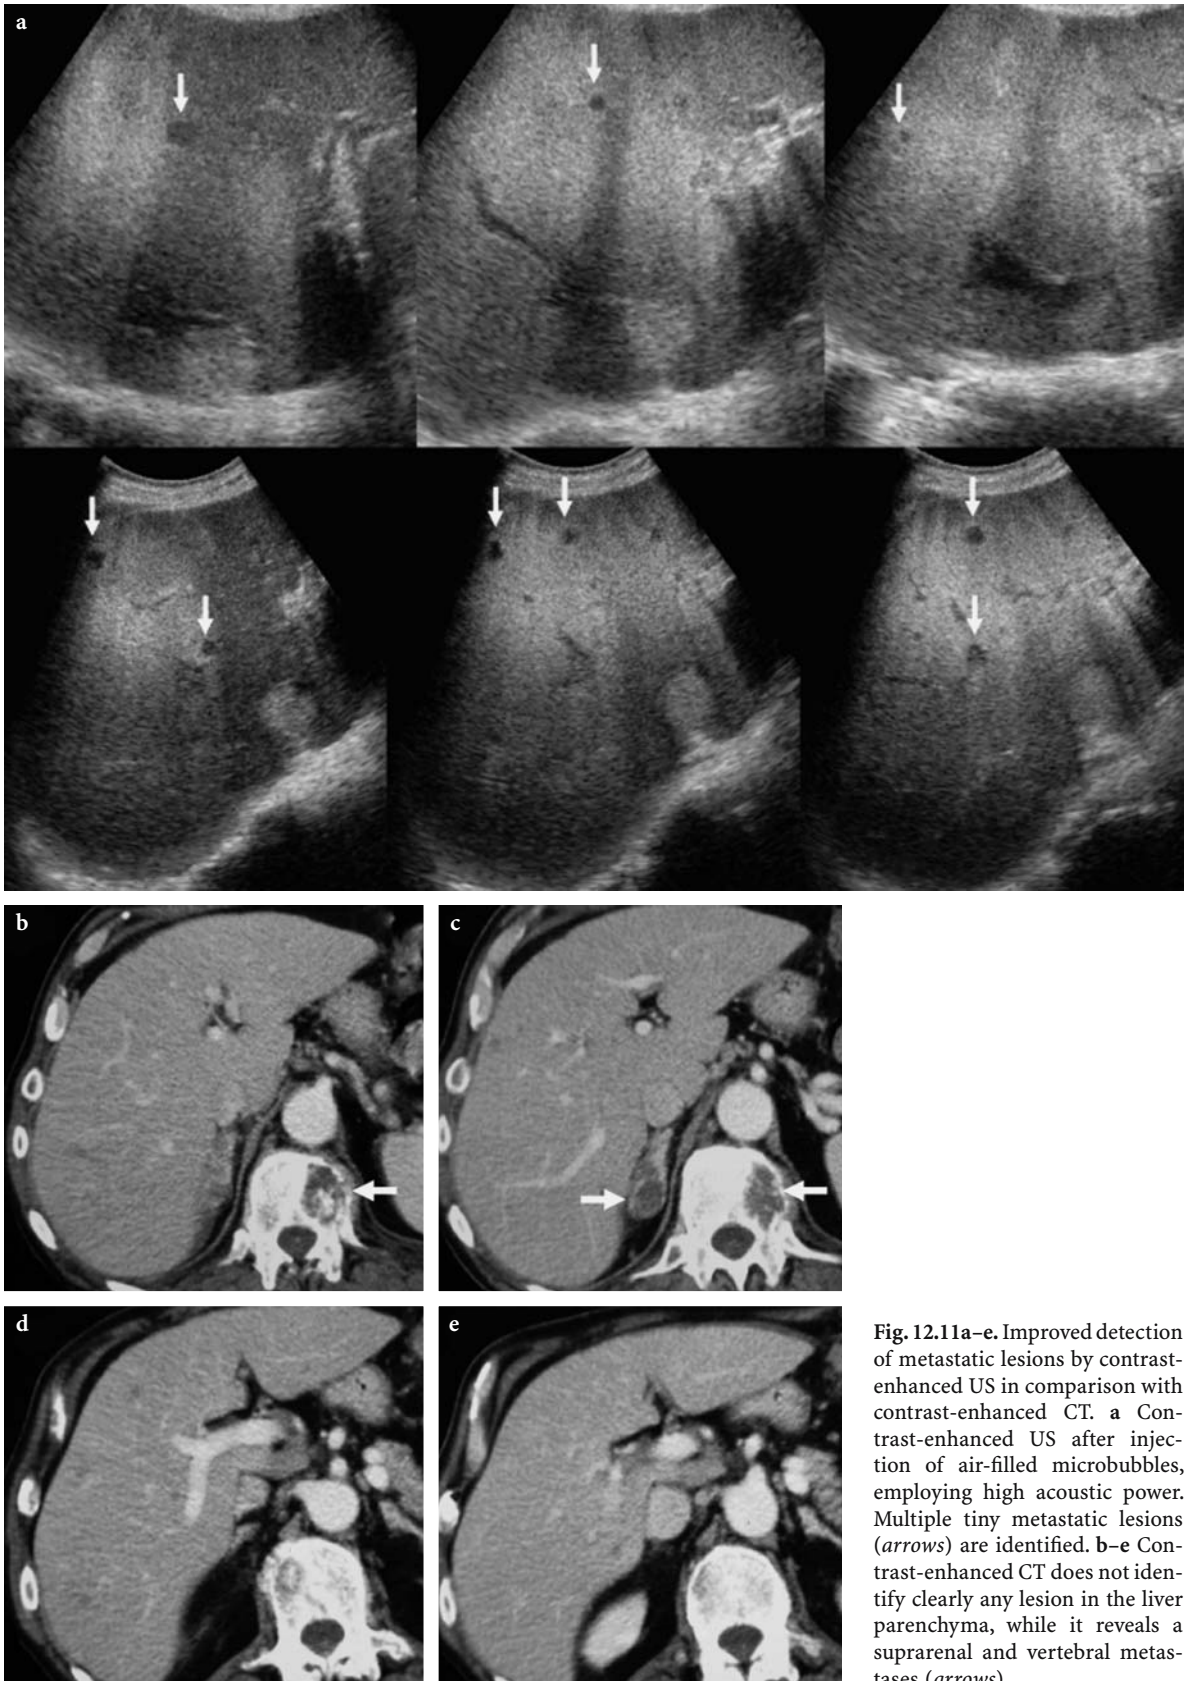 a
b
c
d
e
Fig. 12.11a–e. Improved detection
of metastatic lesions by contrast-
enhanced US in comparison with
contrast-enhanced CT. a Con-
trast-enhanced US after injec-
tion of air-filled microbubbles,
employing high acoustic power.
Multiple tiny metastatic lesions
(arrows) are identified. b–e Con-
trast-enhanced CT does not iden-
tify clearly any lesion in the liver
parenchyma, while it reveals a
suprarenal and vertebral metas-
tases (arrows)